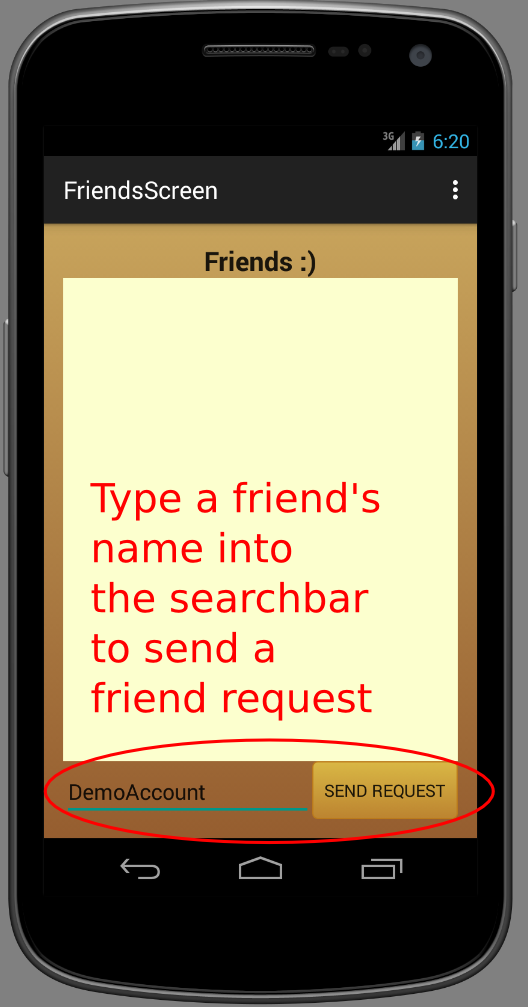 3G 6:20
FriendsScreen
Friends :)
Type a friend's
name into
the searchbar
to send a
friend request
DemoAccount SEND REQUEST